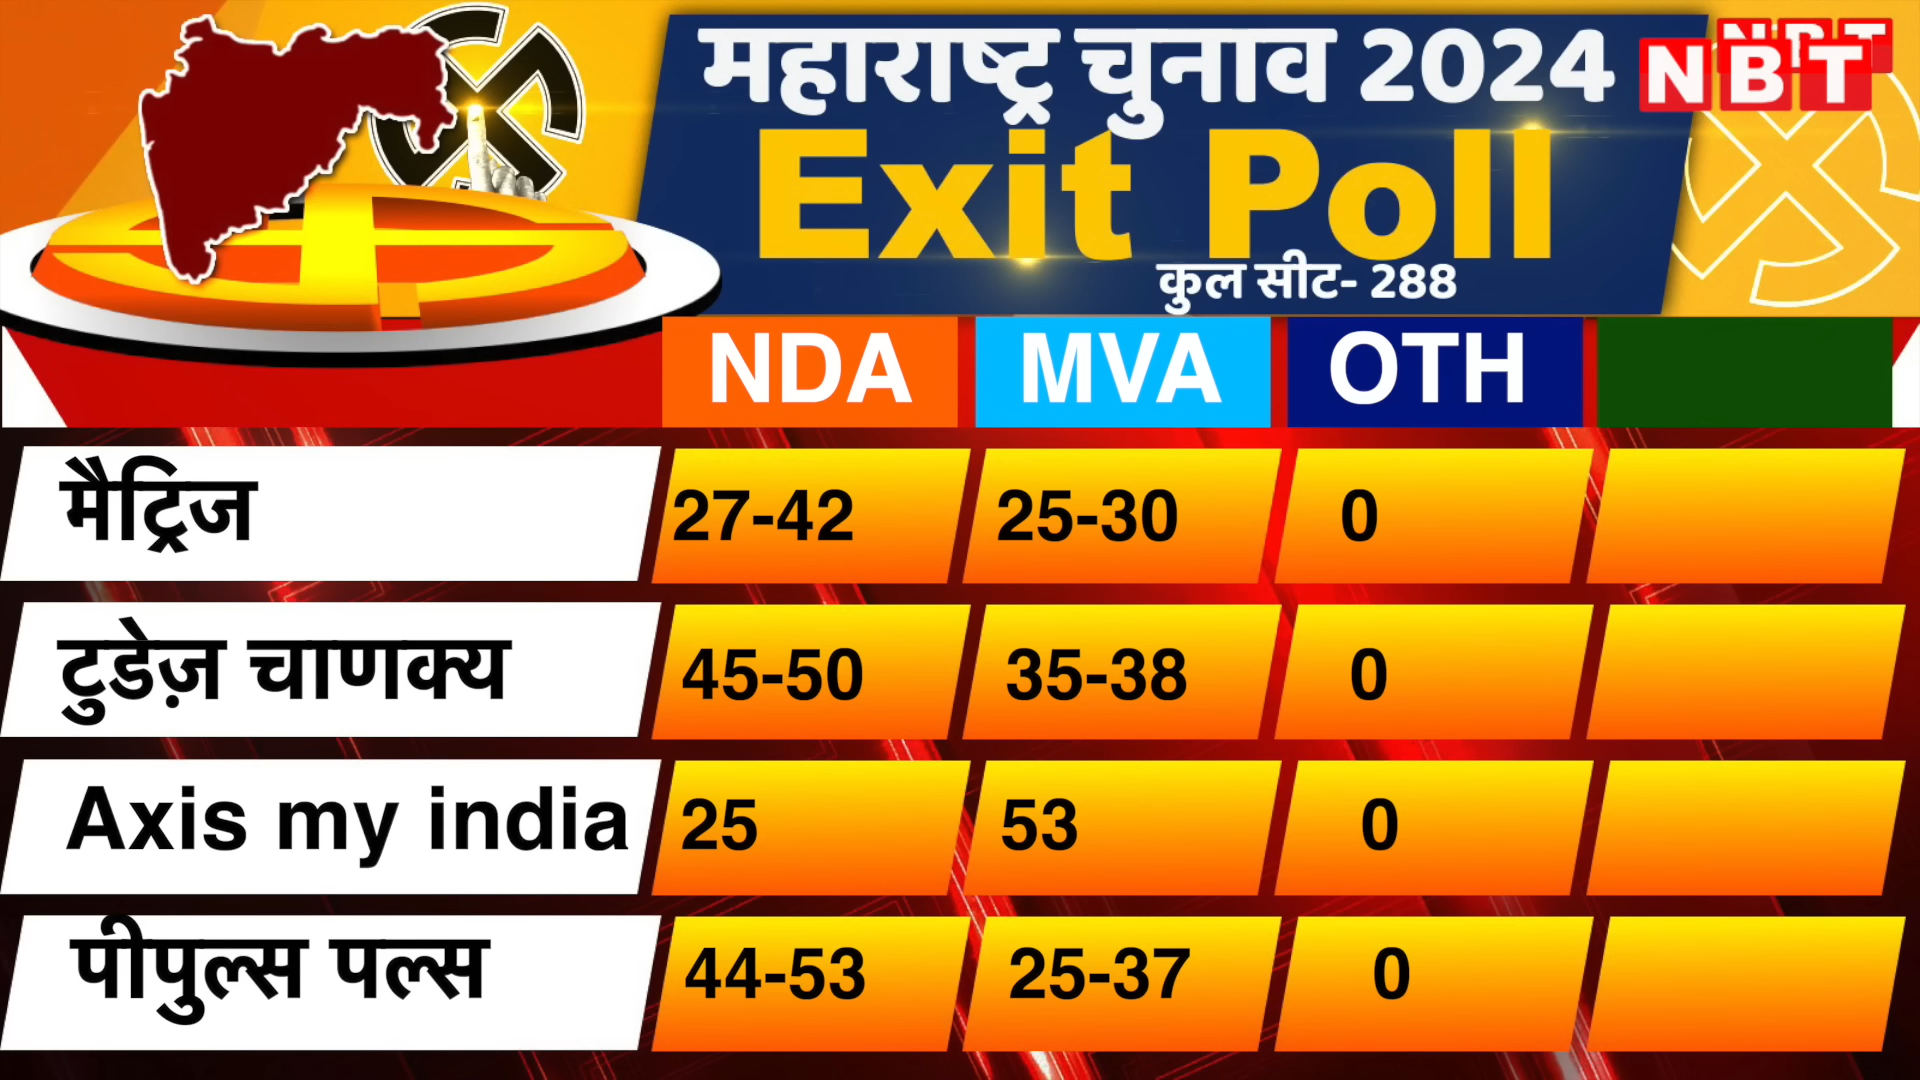 महाराष्ट्र चुनाव 2024
NBT
NBT
Exit Poll
कुल सीट- 288
NDA MVA OTH
मैट्रिज 27-42 25-30 0
टुडेज़ चाणक्य 45-50 35-38 0
Axis my india 25 53 0
पीपुल्स पल्स 44-53 25-37 0